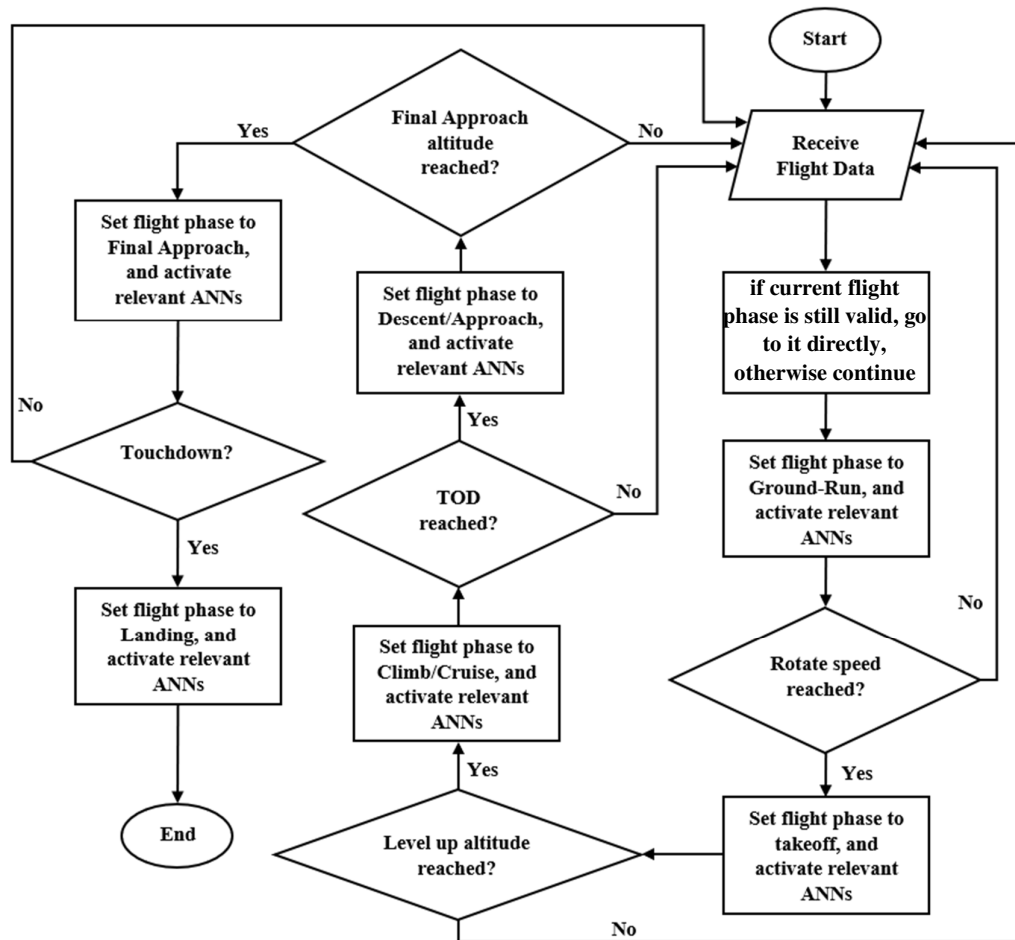 Start
Receive
Flight Data
if current flight
phase is still valid, go
to it directly,
otherwise continue
Set flight phase to
Ground-Run, and
activate relevant
ANNs
Rotate speed
reached?
No
Yes
Set flight phase to
takeoff, and
activate relevant
ANNs
Level up altitude
reached?
No
Yes
Set flight phase to
Climb/Cruise, and
activate relevant
ANNs
TOD
reached?
No
Yes
Set flight phase to
Descent/Approach,
and activate
relevant ANNs
Final Approach
altitude
reached?
No
Yes
Set flight phase to
Final Approach,
and activate
relevant ANNs
Touchdown?
No
Yes
Set flight phase to
Landing, and
activate relevant
ANNs
End